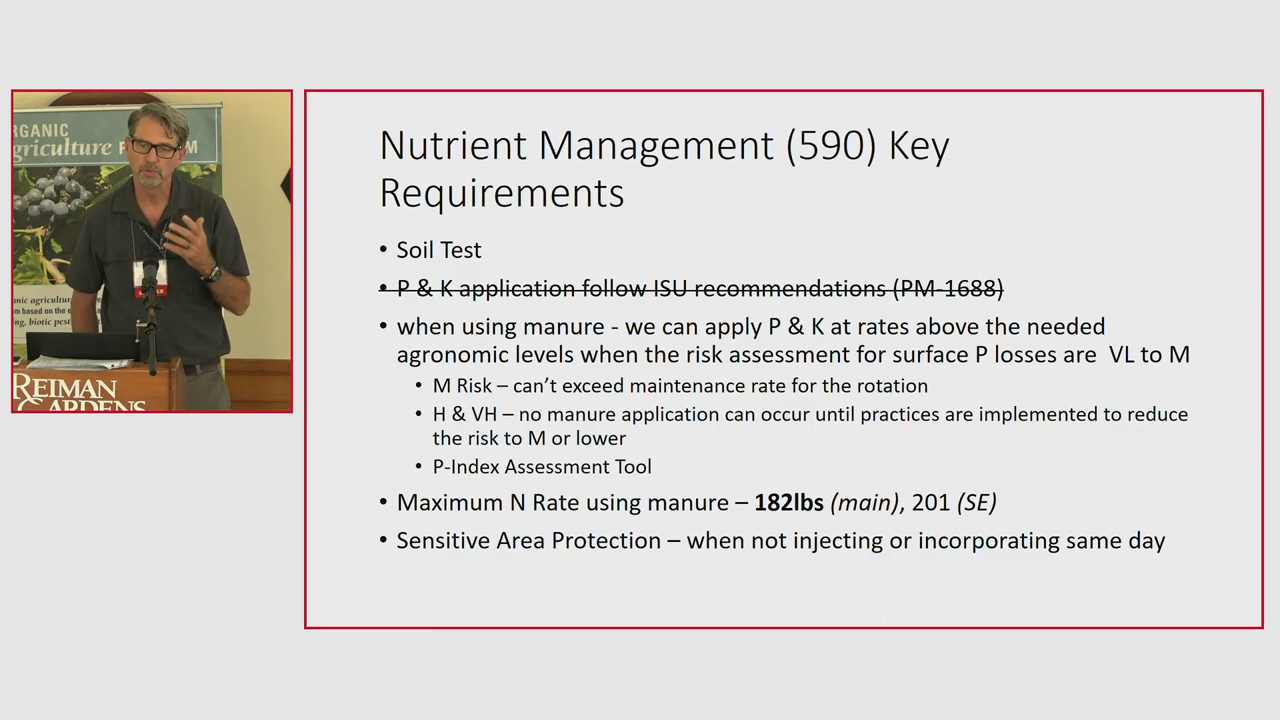 RGANIC
griculture
REIMAN
GARDENS
Nutrient Management (590) Key
Requirements
• Soil Test
• P & K application follow ISU recommendations (PM-1688)
• when using manure - we can apply P & K at rates above the needed
agronomic levels when the risk assessment for surface P losses are VL to M
• M Risk – can't exceed maintenance rate for the rotation
• H & VH – no manure application can occur until practices are implemented to reduce
the risk to M or lower
• P-Index Assessment Tool
• Maximum N Rate using manure – 182lbs (main), 201 (SE)
• Sensitive Area Protection – when not injecting or incorporating same day